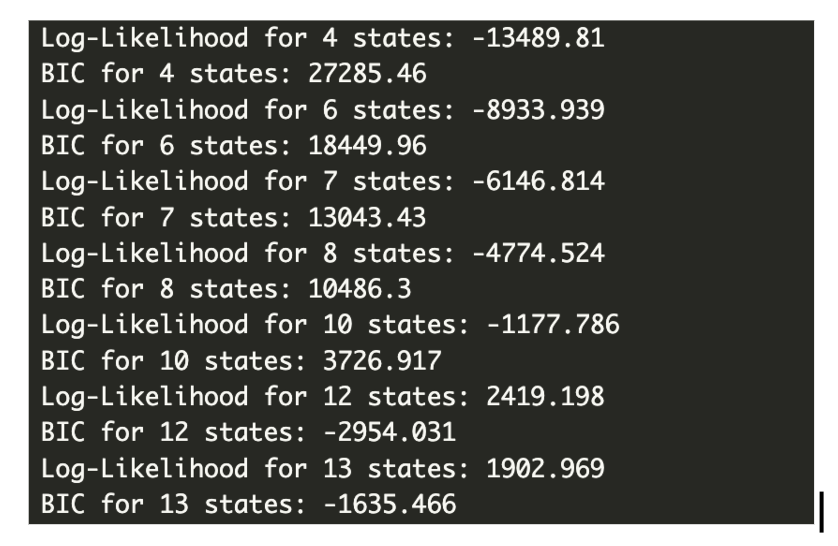 Log-Likelihood for 4 states: -13489.81
BIC for 4 states: 27285.46
Log-Likelihood for 6 states: -8933.939
BIC for 6 states: 18449.96
Log-Likelihood for 7 states: -6146.814
BIC for 7 states: 13043.43
Log-Likelihood for 8 states: -4774.524
BIC for 8 states: 10486.3
Log-Likelihood for 10 states: -1177.786
BIC for 10 states: 3726.917
Log-Likelihood for 12 states: 2419.198
BIC for 12 states: -2954.031
Log-Likelihood for 13 states: 1902.969
BIC for 13 states: -1635.466